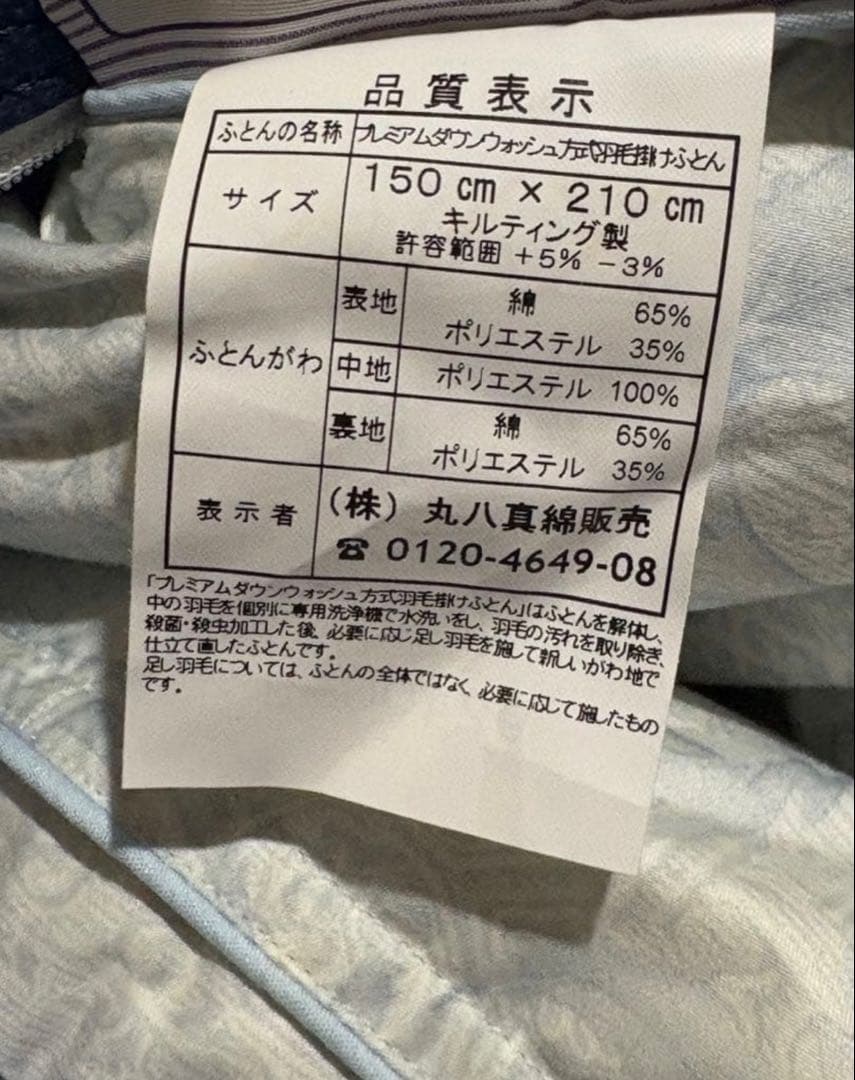 品質表示
ふとんの名称 プレミアムダウンウォッシュ方式羽毛掛けふとん
サイズ 150 cm × 210 cm
キルティング製
許容範囲 +5% -3%
ふとんがわ 表地 綿 65%
ポリエステル 35%
中地 ポリエステル 100%
裏地 綿 65%
ポリエステル 35%
表示者 (株) 丸八真綿販売
☎ 0120-4649-08
「プレミアムダウンウォッシュ方式羽毛掛けふとん」はふとんを解体し、
中の羽毛を個別に専用洗浄機で水洗いをし、羽毛の汚れを取り除き、
殺菌・殺虫加工した後、必要に応じ足し羽毛を施して新しいがわ地で
仕立て直したふとんです。
足し羽毛については、ふとんの全体ではなく、必要に応じて施したもの
です。